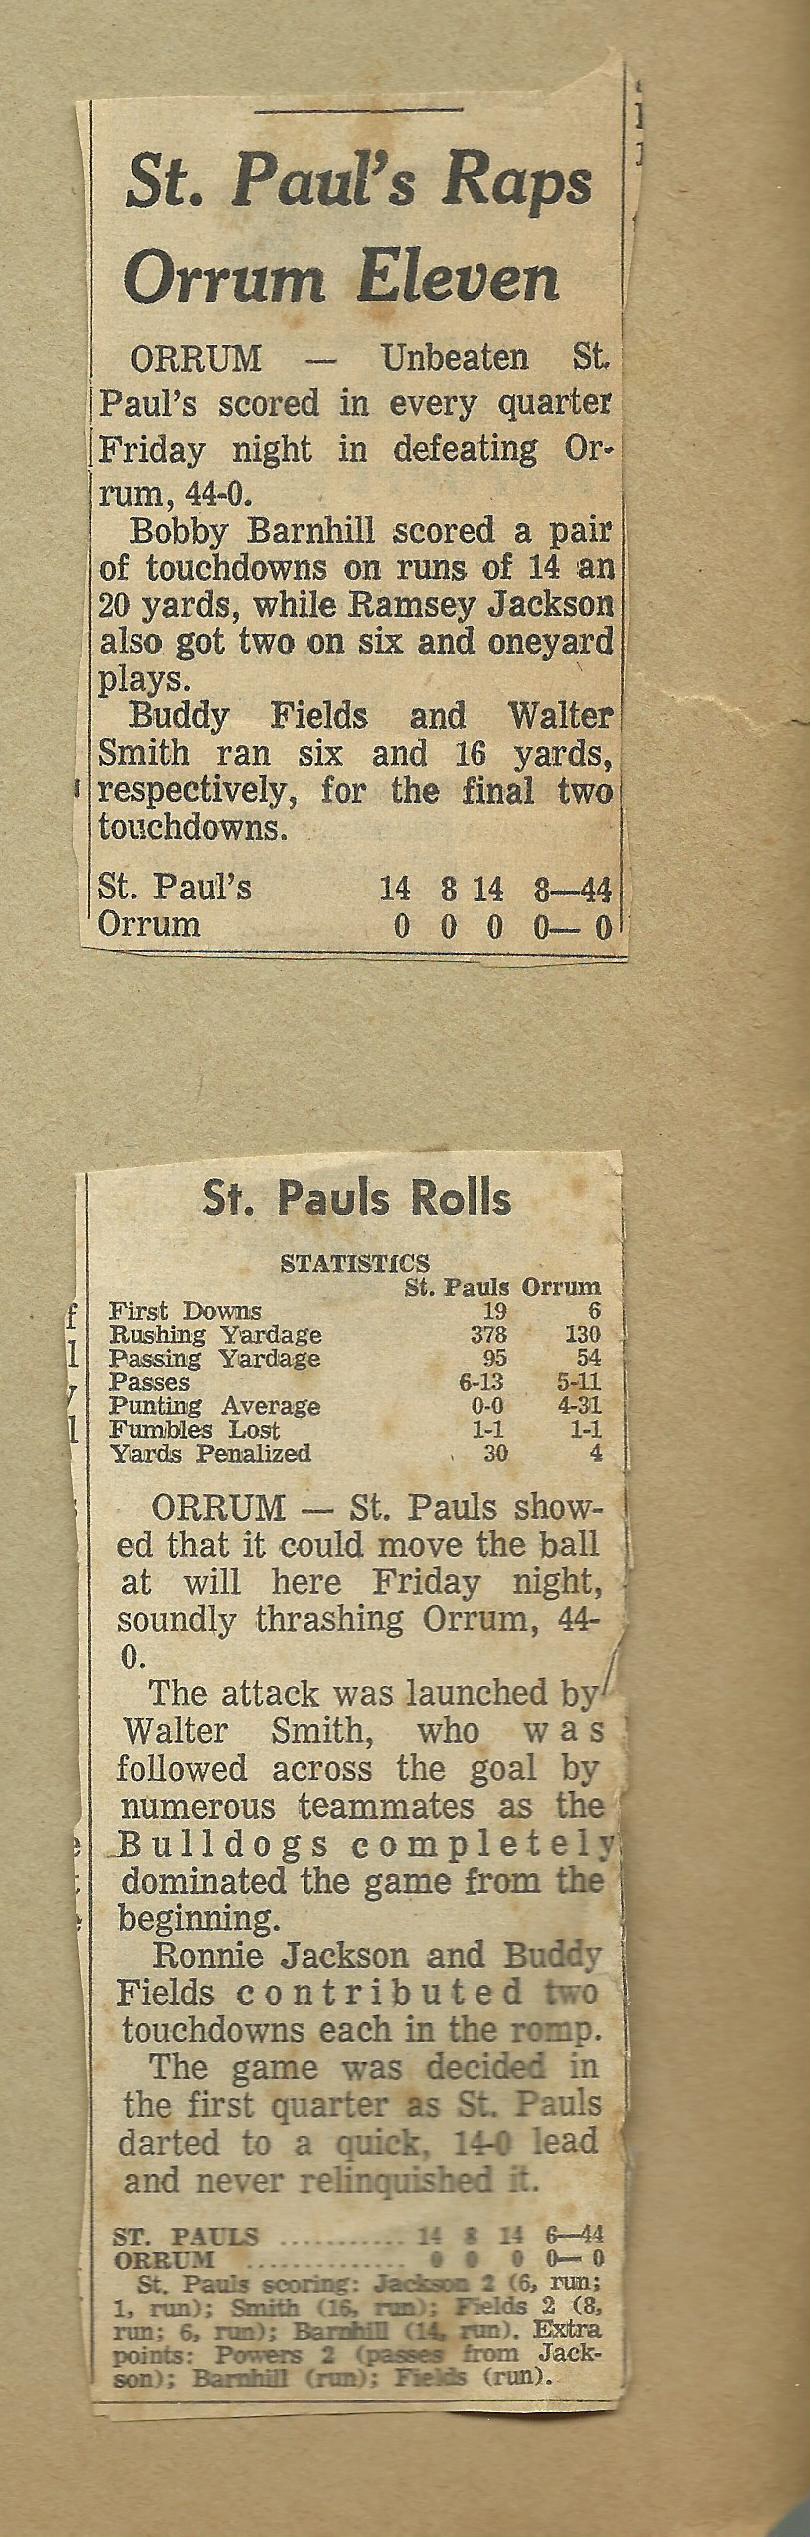 St. Paul's Raps
Orrum Eleven
ORRUM — Unbeaten St.
Paul's scored in every quarter
Friday night in defeating Or-
rum, 44-0.
Bobby Barnhill scored a pair
of touchdowns on runs of 14 an
20 yards, while Ramsey Jackson
also got two on six and oneyard
plays.
Buddy Fields and Walter
Smith ran six and 16 yards,
respectively, for the final two
touchdowns.
St. Paul's 14 8 14 8—44
Orrum 0 0 0 0— 0
St. Pauls Rolls
STATISTICS
St. Pauls Orrum
First Downs 19 6
Rushing Yardage 378 130
Passing Yardage 95 54
Passes 6-13 5-11
Punting Average 0-0 4-31
Fumbles Lost 1-1 1-1
Yards Penalized 30 4
ORRUM — St. Pauls show-
ed that it could move the ball
at will here Friday night,
soundly thrashing Orrum, 44-
0.
The attack was launched by
Walter Smith, who was
followed across the goal by
numerous teammates as the
Bulldogs completely
dominated the game from the
beginning.
Ronnie Jackson and Buddy
Fields contributed two
touchdowns each in the romp.
The game was decided in
the first quarter as St. Pauls
darted to a quick, 14-0 lead
and never relinquished it.
ST. PAULS ........... 14 8 14 6—44
ORRUM .............. 0 0 0 0— 0
St. Pauls scoring: Jackson 2 (6, run;
1, run); Smith (16, run); Fields 2 (8,
run; 6, run); Barnhill (14, run). Extra
points: Powers 2 (passes from Jack-
son); Barnhill (run); Fields (run).